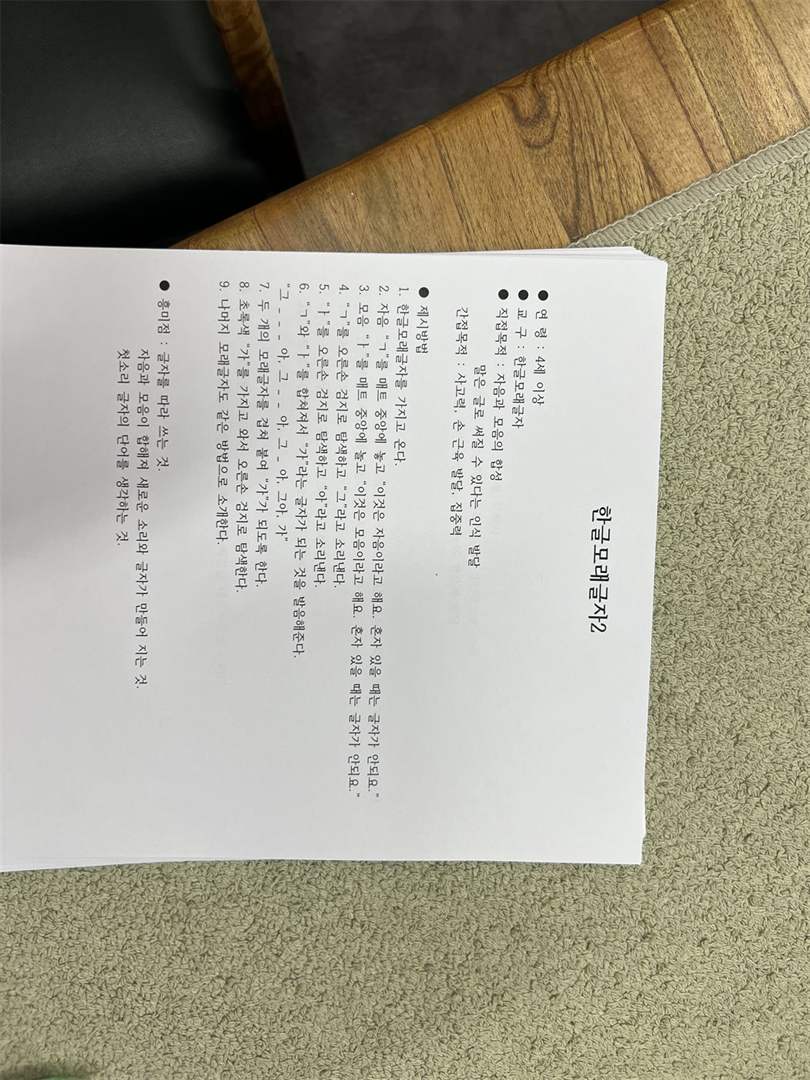 한글모래글자2
● 연 령 : 4세 이상
● 교 구 : 한글모래글자
● 직접목적 : 자음과 모음의 합성
말은 글로 써질 수 있다는 인식 발달
간접목적 : 사고력, 손 근육 발달, 집중력
● 제시방법
1. 한글모래글자를 가지고 온다.
2. 자음 "ㄱ"를 매트 중앙에 놓고, "이것은 자음이라고 해요. 혼자 있을 때는 글자가 안되요."
3. 모음 "ㅏ"를 매트 중앙에 놓고, "이것은 모음이라고 해요. 혼자 있을 때는 글자가 안되요."
4. "ㄱ"를 오른손 검지로 탐색하고, "그"라고 소리낸다.
5. "ㅏ"를 오른손 검지로 탐색하고 "아"라고 소리낸다.
6. "ㄱ"와 "ㅏ"를 합쳐져서 "가"라는 글자가 되는 것을 발음해준다.
"그 - - - 아, 그 - - 아, 그 - 아, 그아, 가"
7. 두 개의 모래글자를 겹쳐 붙여 "가"가 되도록 한다.
8. 초록색 "가"를 가지고 와서 오른손 검지로 탐색한다.
9. 나머지 모래글자도 같은 방법으로 소개한다.
● 흥미점 : 글자를 따라 쓰는 것.
자음과 모음이 합해져 새로운 소리와 글자가 만들어 지는 것.
첫소리 글자의 단어를 생각하는 것.